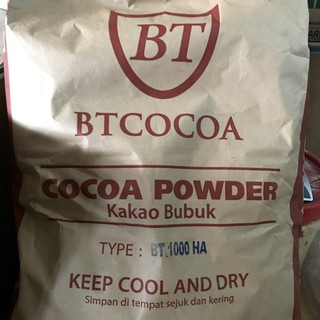 BT
BTCOCOA
COCOA POWDER
Kakao Bubuk
TYPE : BT.1000 HA
KEEP COOL AND DRY
Simpan di tempat sejuk dan kering